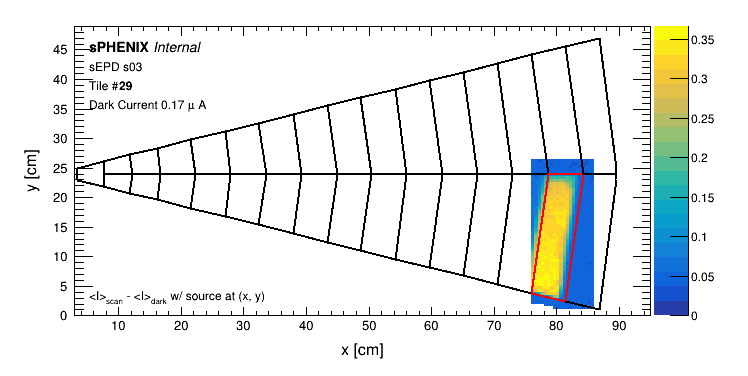 sPHENIX Internal
sEPD s03
Tile #29
Dark Current 0.17 μ A
<I>scan - <I>dark w/ source at (x, y)
y [cm]
45
40
35
30
25
20
15
10
5
0
10 20 30 40 50 60 70 80 90
x [cm]
0.35
0.3
0.25
0.2
0.15
0.1
0.05
0